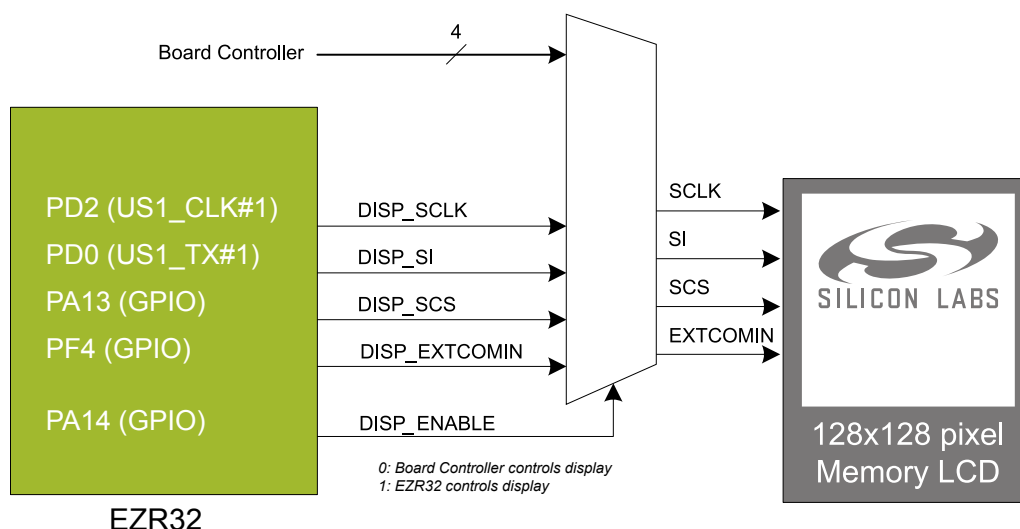 4
Board Controller
PD2 (US1_CLK#1)
DISP_SCLK
SCLK
PD0 (US1_TX#1)
DISP_SI
SI
PA13 (GPIO)
DISP_SCS
SCS
PF4 (GPIO)
DISP_EXTCOMIN
EXTCOMIN
PA14 (GPIO)
DISP_ENABLE
0: Board Controller controls display
1: EZR32 controls display
SILICON LABS
128x128 pixel
Memory LCD
EZR32